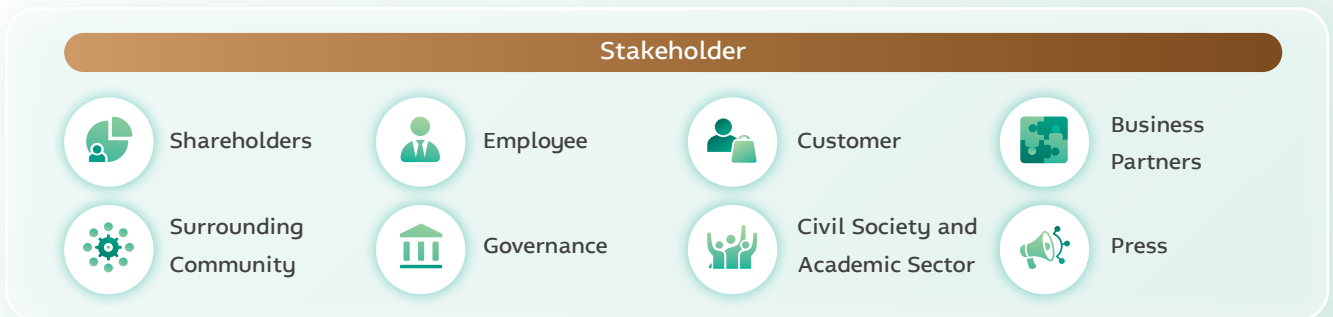 Stakeholder
Shareholders
Employee
Customer
Business
Partners
Surrounding
Community
Governance
Civil Society and
Academic Sector
Press